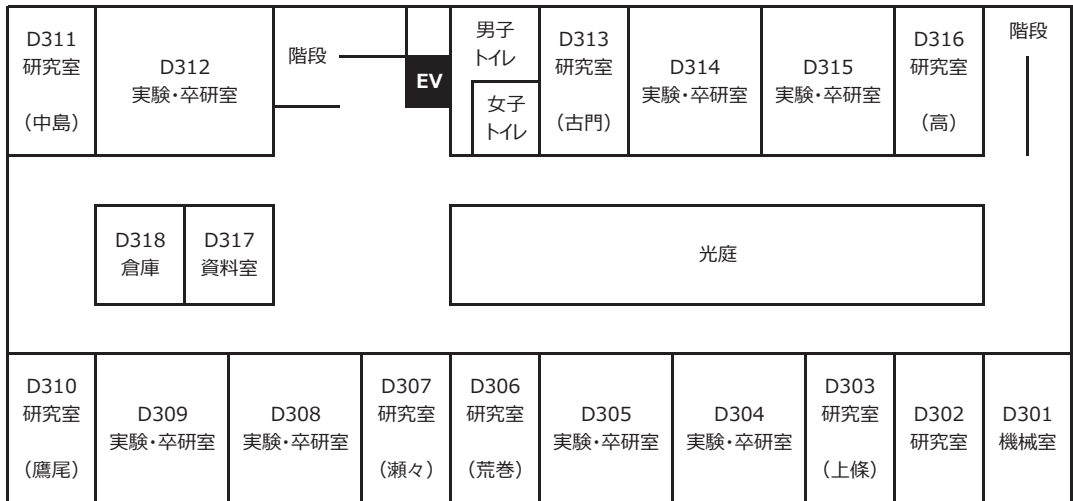 D311
研究室
(中島)
D312
実験・卒研室
階段
EV
男子
トイレ
女子
トイレ
D313
研究室
(古門)
D314
実験・卒研室
D315
実験・卒研室
D316
研究室
(高)
階段
D318
倉庫
D317
資料室
光庭
D310
研究室
(鷹尾)
D309
実験・卒研室
D308
実験・卒研室
D307
研究室
(瀬々)
D306
研究室
(荒巻)
D305
実験・卒研室
D304
実験・卒研室
D303
研究室
(上條)
D302
研究室
D301
機械室